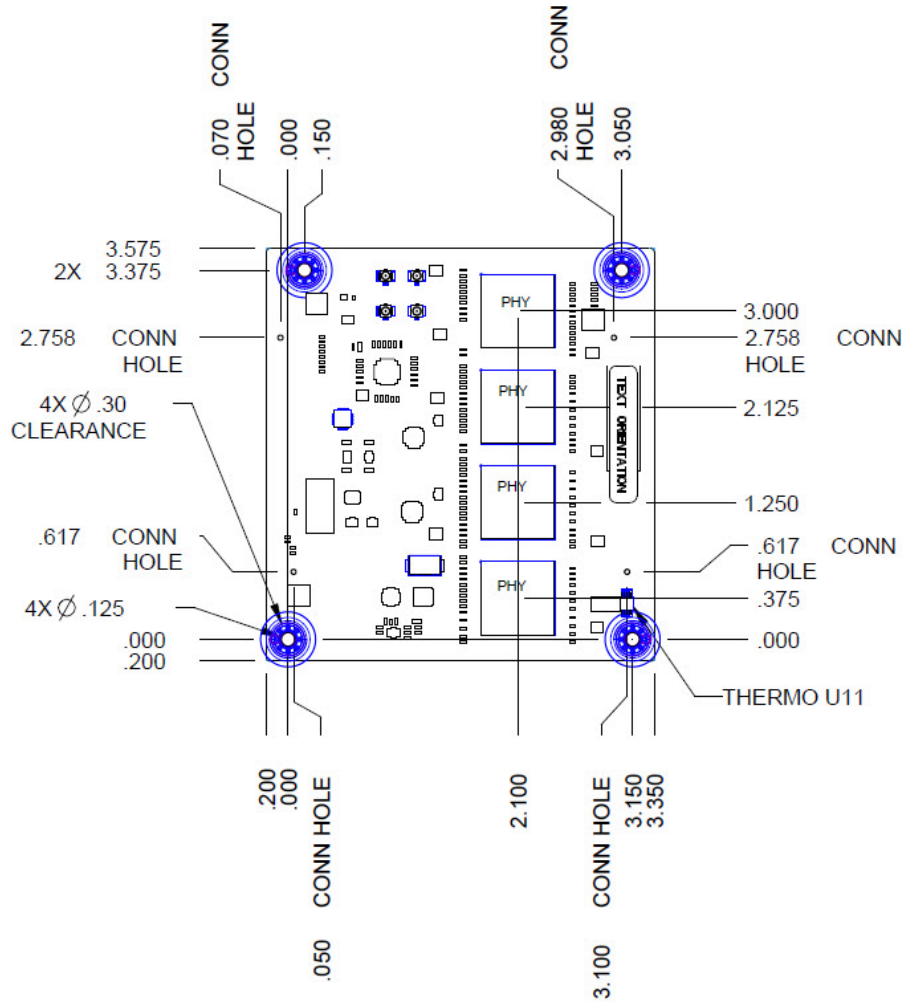 .070 CONN
HOLE
.000
.150
2.980 CONN
HOLE
3.050
3.575
2X 3.375
2.758 CONN
HOLE
4X Ø .30
CLEARANCE
.617 CONN
HOLE
4X Ø .125
.000
.200
PHY
PHY
PHY
PHY
TEXT ORIENTATION
3.000
2.758 CONN
HOLE
2.125
1.250
.617 CONN
HOLE
.375
.000
THERMO U11
.200
.000
.050 CONN HOLE
2.100
3.100 CONN HOLE
3.150
3.350